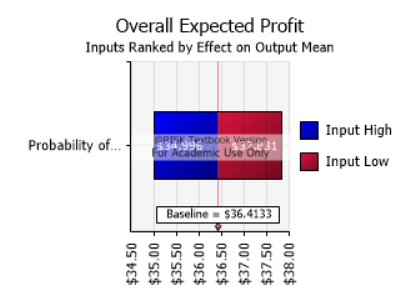 Overall Expected Profit
Inputs Ranked by Effect on Output Mean
Probability of...
@RISK Textbook Version
For Academic Use Only
Input High
Input Low
Baseline = $36.4133
$34.50
$35.00
$35.50
$36.00
$36.50
$37.00
$37.50
$38.00